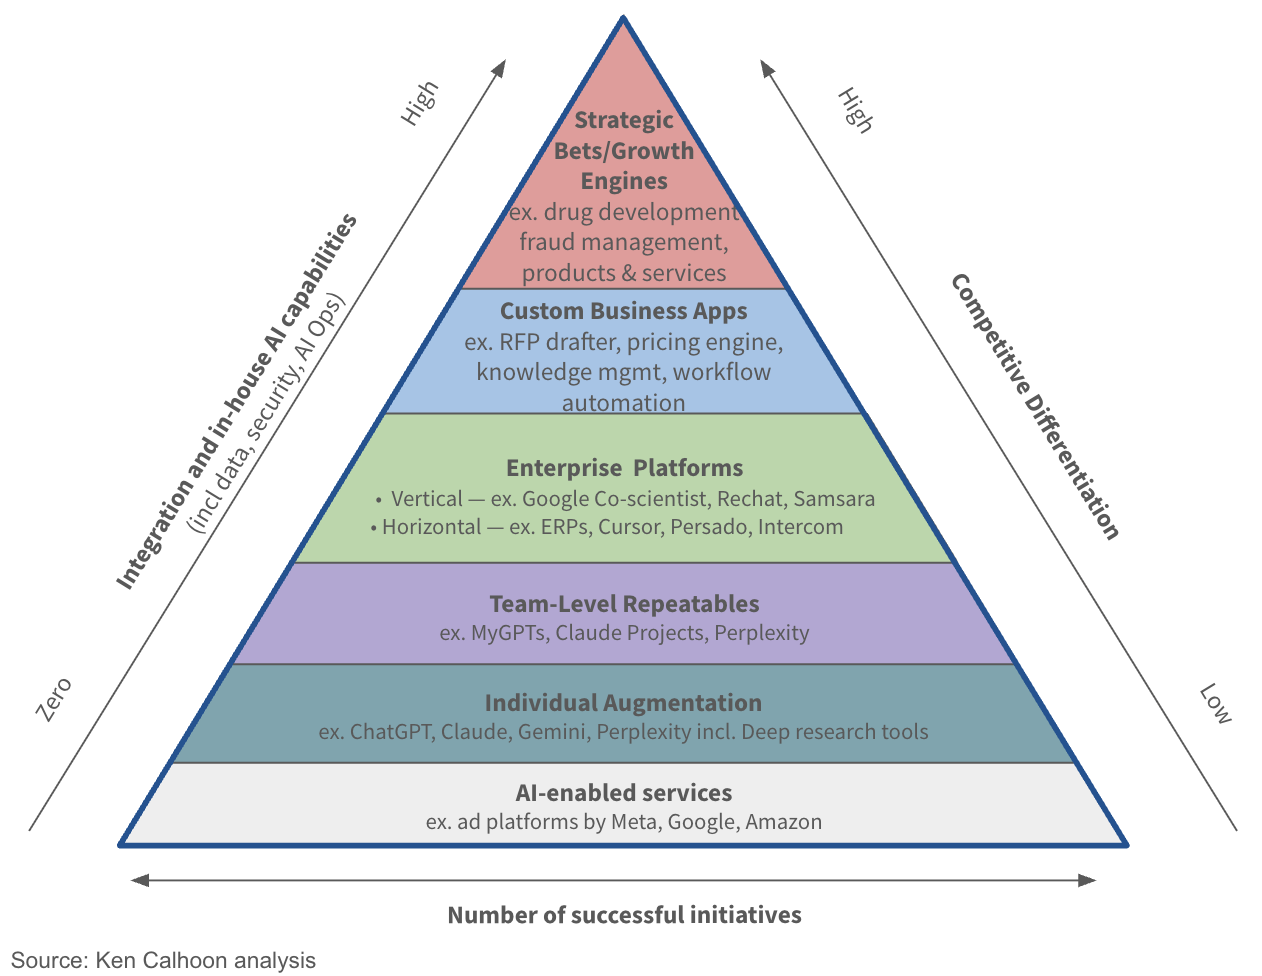 High
High
Strategic
Bets/Growth
Engines
ex. drug development
fraud management,
products & services
Integration and in-house AI capabilities
(incl data, security, AI Ops)
Competitive Differentiation
Custom Business Apps
ex. RFP drafter, pricing engine,
knowledge mgmt, workflow
automation
Enterprise  Platforms
• Vertical — ex. Google Co-scientist, Rechat, Samsara
• Horizontal — ex. ERPs, Cursor, Persado, Intercom
Team-Level Repeatables
ex. MyGPTs, Claude Projects, Perplexity
Zero
Low
Individual Augmentation
ex. ChatGPT, Claude, Gemini, Perplexity incl. Deep research tools
AI-enabled services
ex. ad platforms by Meta, Google, Amazon
Number of successful initiatives
Source: Ken Calhoon analysis